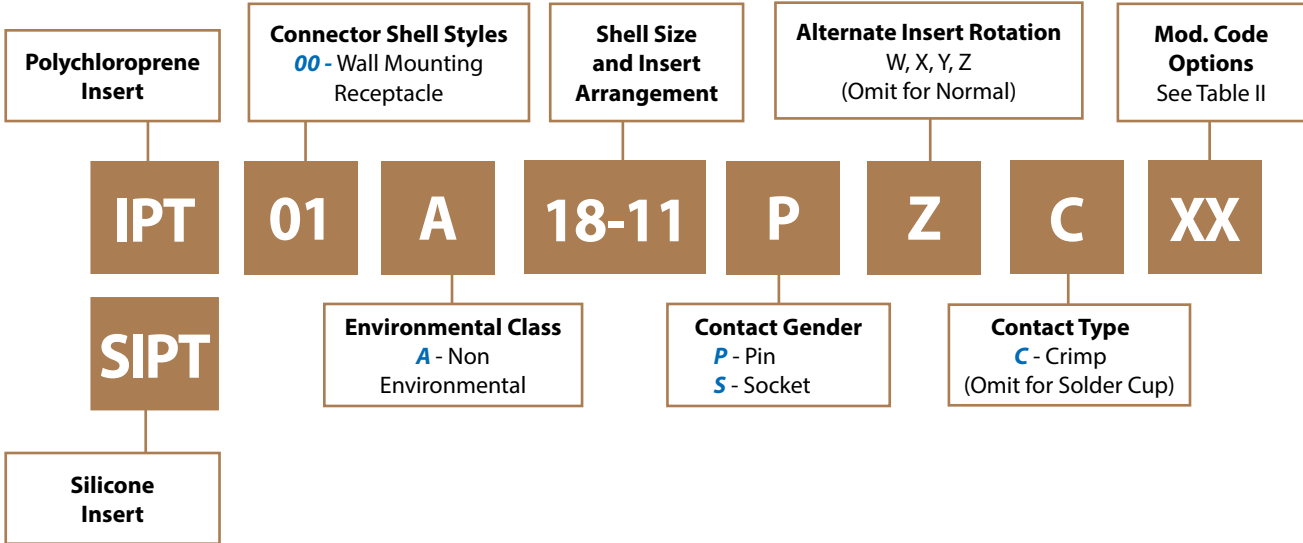 Polychloroprene
Insert
Connector Shell Styles
00 - Wall Mounting
Receptacle
Shell Size
and Insert
Arrangement
Alternate Insert Rotation
W, X, Y, Z
(Omit for Normal)
Mod. Code
Options
See Table II
IPT
01
A
18-11
P
Z
C
XX
SIPT
Environmental Class
A - Non
Environmental
Contact Gender
P - Pin
S - Socket
Contact Type
C - Crimp
(Omit for Solder Cup)
Silicone
Insert